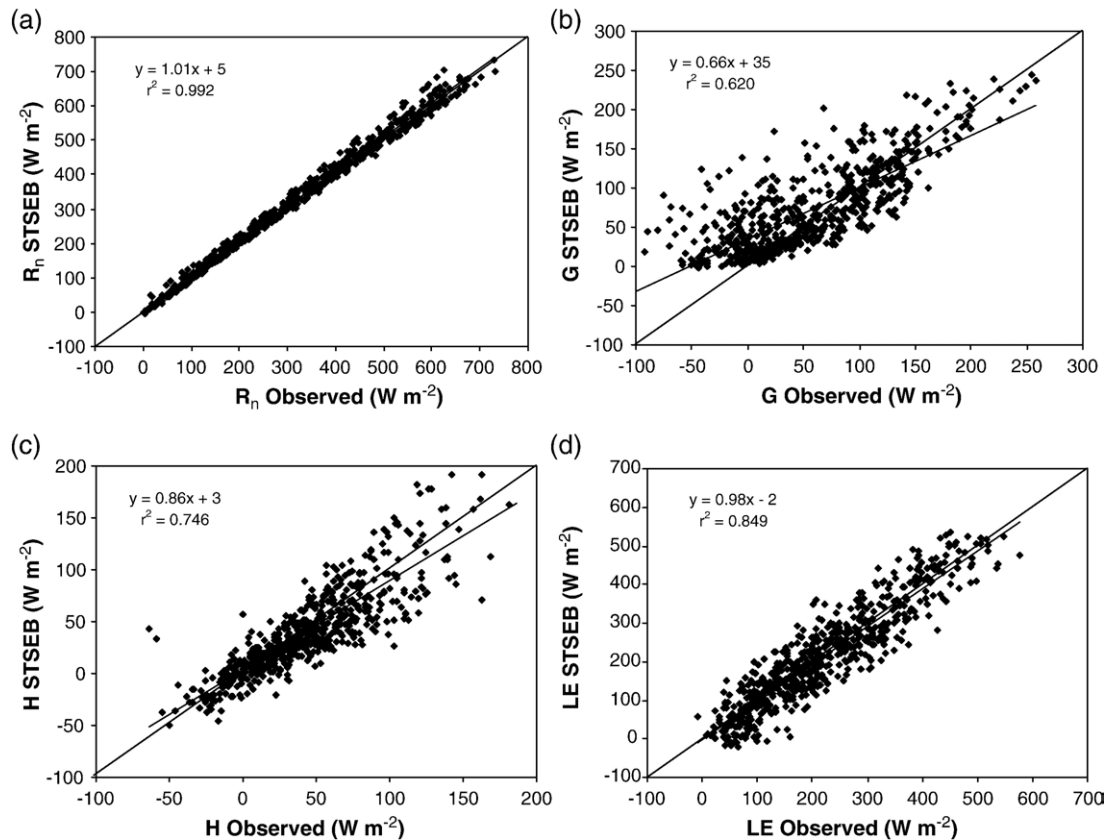 (a)
800
700
600
500
400
300
200
100
0
-100
y = 1.01x + 5
r² = 0.992
Rₙ STSEB (W m⁻²)
-100 0 100 200 300 400 500 600 700 800
Rₙ Observed (W m⁻²)
(b)
300
250
200
150
100
50
0
-50
-100
y = 0.66x + 35
r² = 0.620
G STSEB (W m⁻²)
-100 -50 0 50 100 150 200 250 300
G Observed (W m⁻²)
(c)
200
150
100
50
0
-50
-100
y = 0.86x + 3
r² = 0.746
H STSEB (W m⁻²)
-100 -50 0 50 100 150 200
H Observed (W m⁻²)
(d)
700
600
500
400
300
200
100
0
-100
y = 0.98x - 2
r² = 0.849
LE STSEB (W m⁻²)
-100 0 100 200 300 400 500 600 700
LE Observed (W m⁻²)